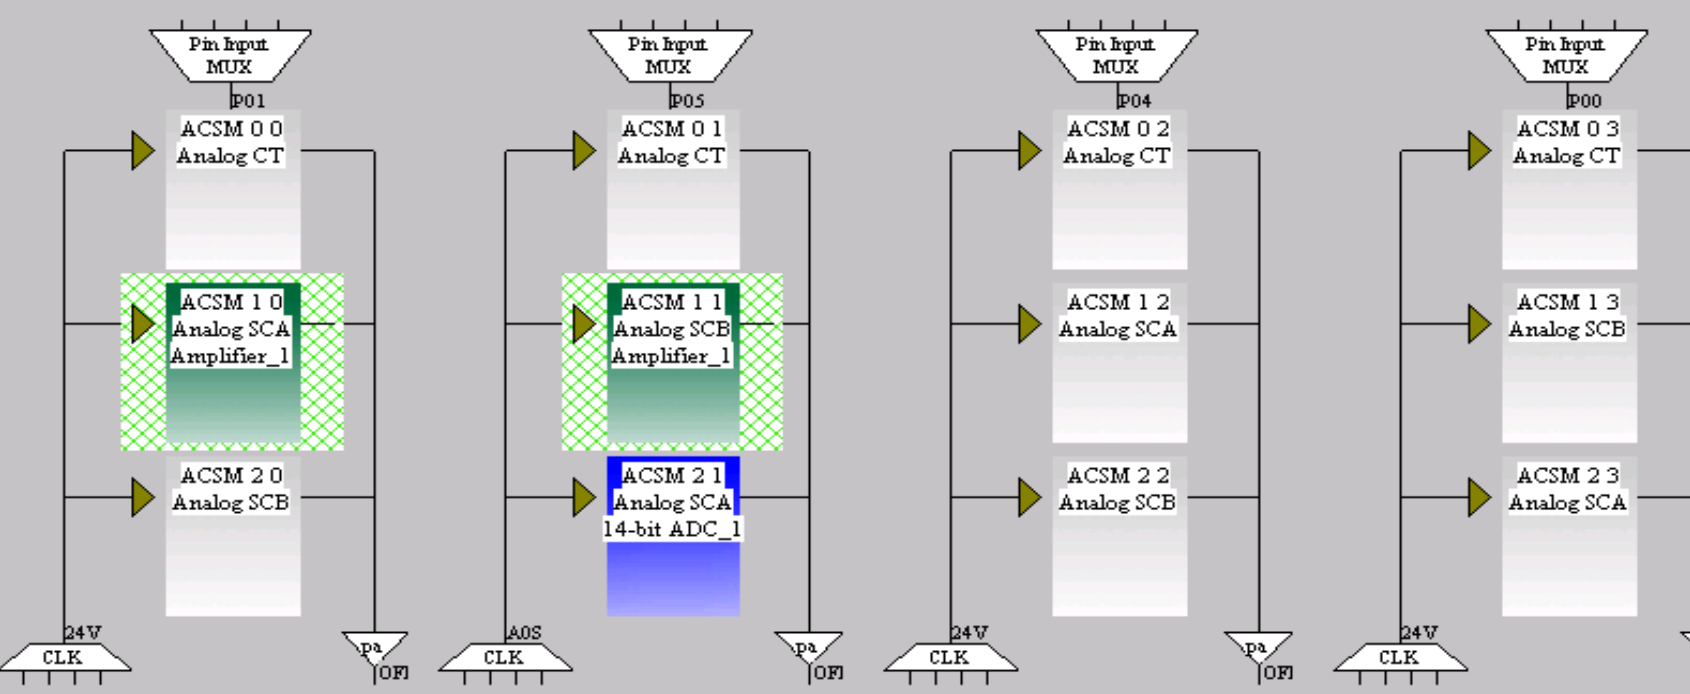 Pin Input
MUX
P01
ACSM 0 0
Analog CT
ACSM 1 0
Analog SCA
Amplifier_1
ACSM 2 0
Analog SCB
24V
CLK
pa
Pin Input
MUX
P05
ACSM 0 1
Analog CT
ACSM 1 1
Analog SCB
Amplifier_1
ACSM 2 1
Analog SCA
14-bit ADC_1
A0S
CLK
pa
Pin Input
MUX
P04
ACSM 0 2
Analog CT
ACSM 1 2
Analog SCA
ACSM 2 2
Analog SCB
24V
CLK
pa
Pin Input
MUX
P00
ACSM 0 3
Analog CT
ACSM 1 3
Analog SCB
ACSM 2 3
Analog SCA
24V
CLK